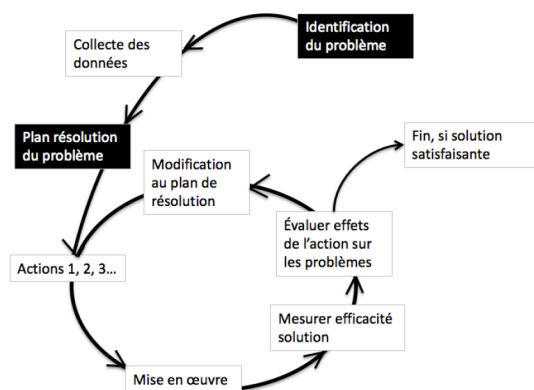 Identification
du problème
Collecte des
données
Plan résolution
du problème
Fin, si solution
satisfaisante
Modification
au plan de
résolution
Évaluer effets
de l'action sur
les problèmes
Actions 1, 2, 3...
Mesurer efficacité
solution
Mise en œuvre